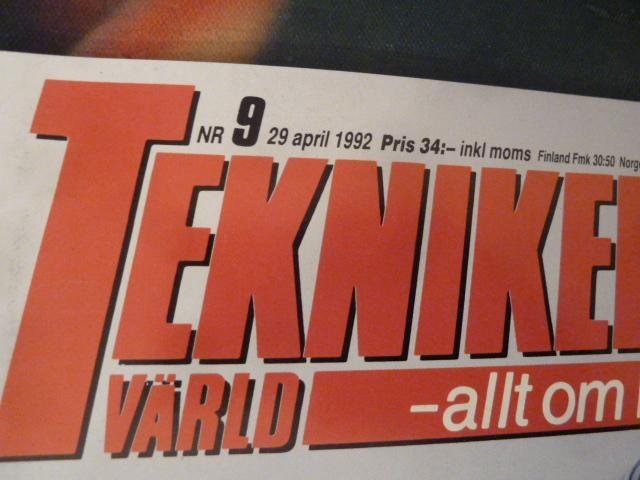 NR 9 29 april 1992 Pris 34:– inkl moms Finland Fmk 30:50
TEKNIKE
VÄRLD
–allt om